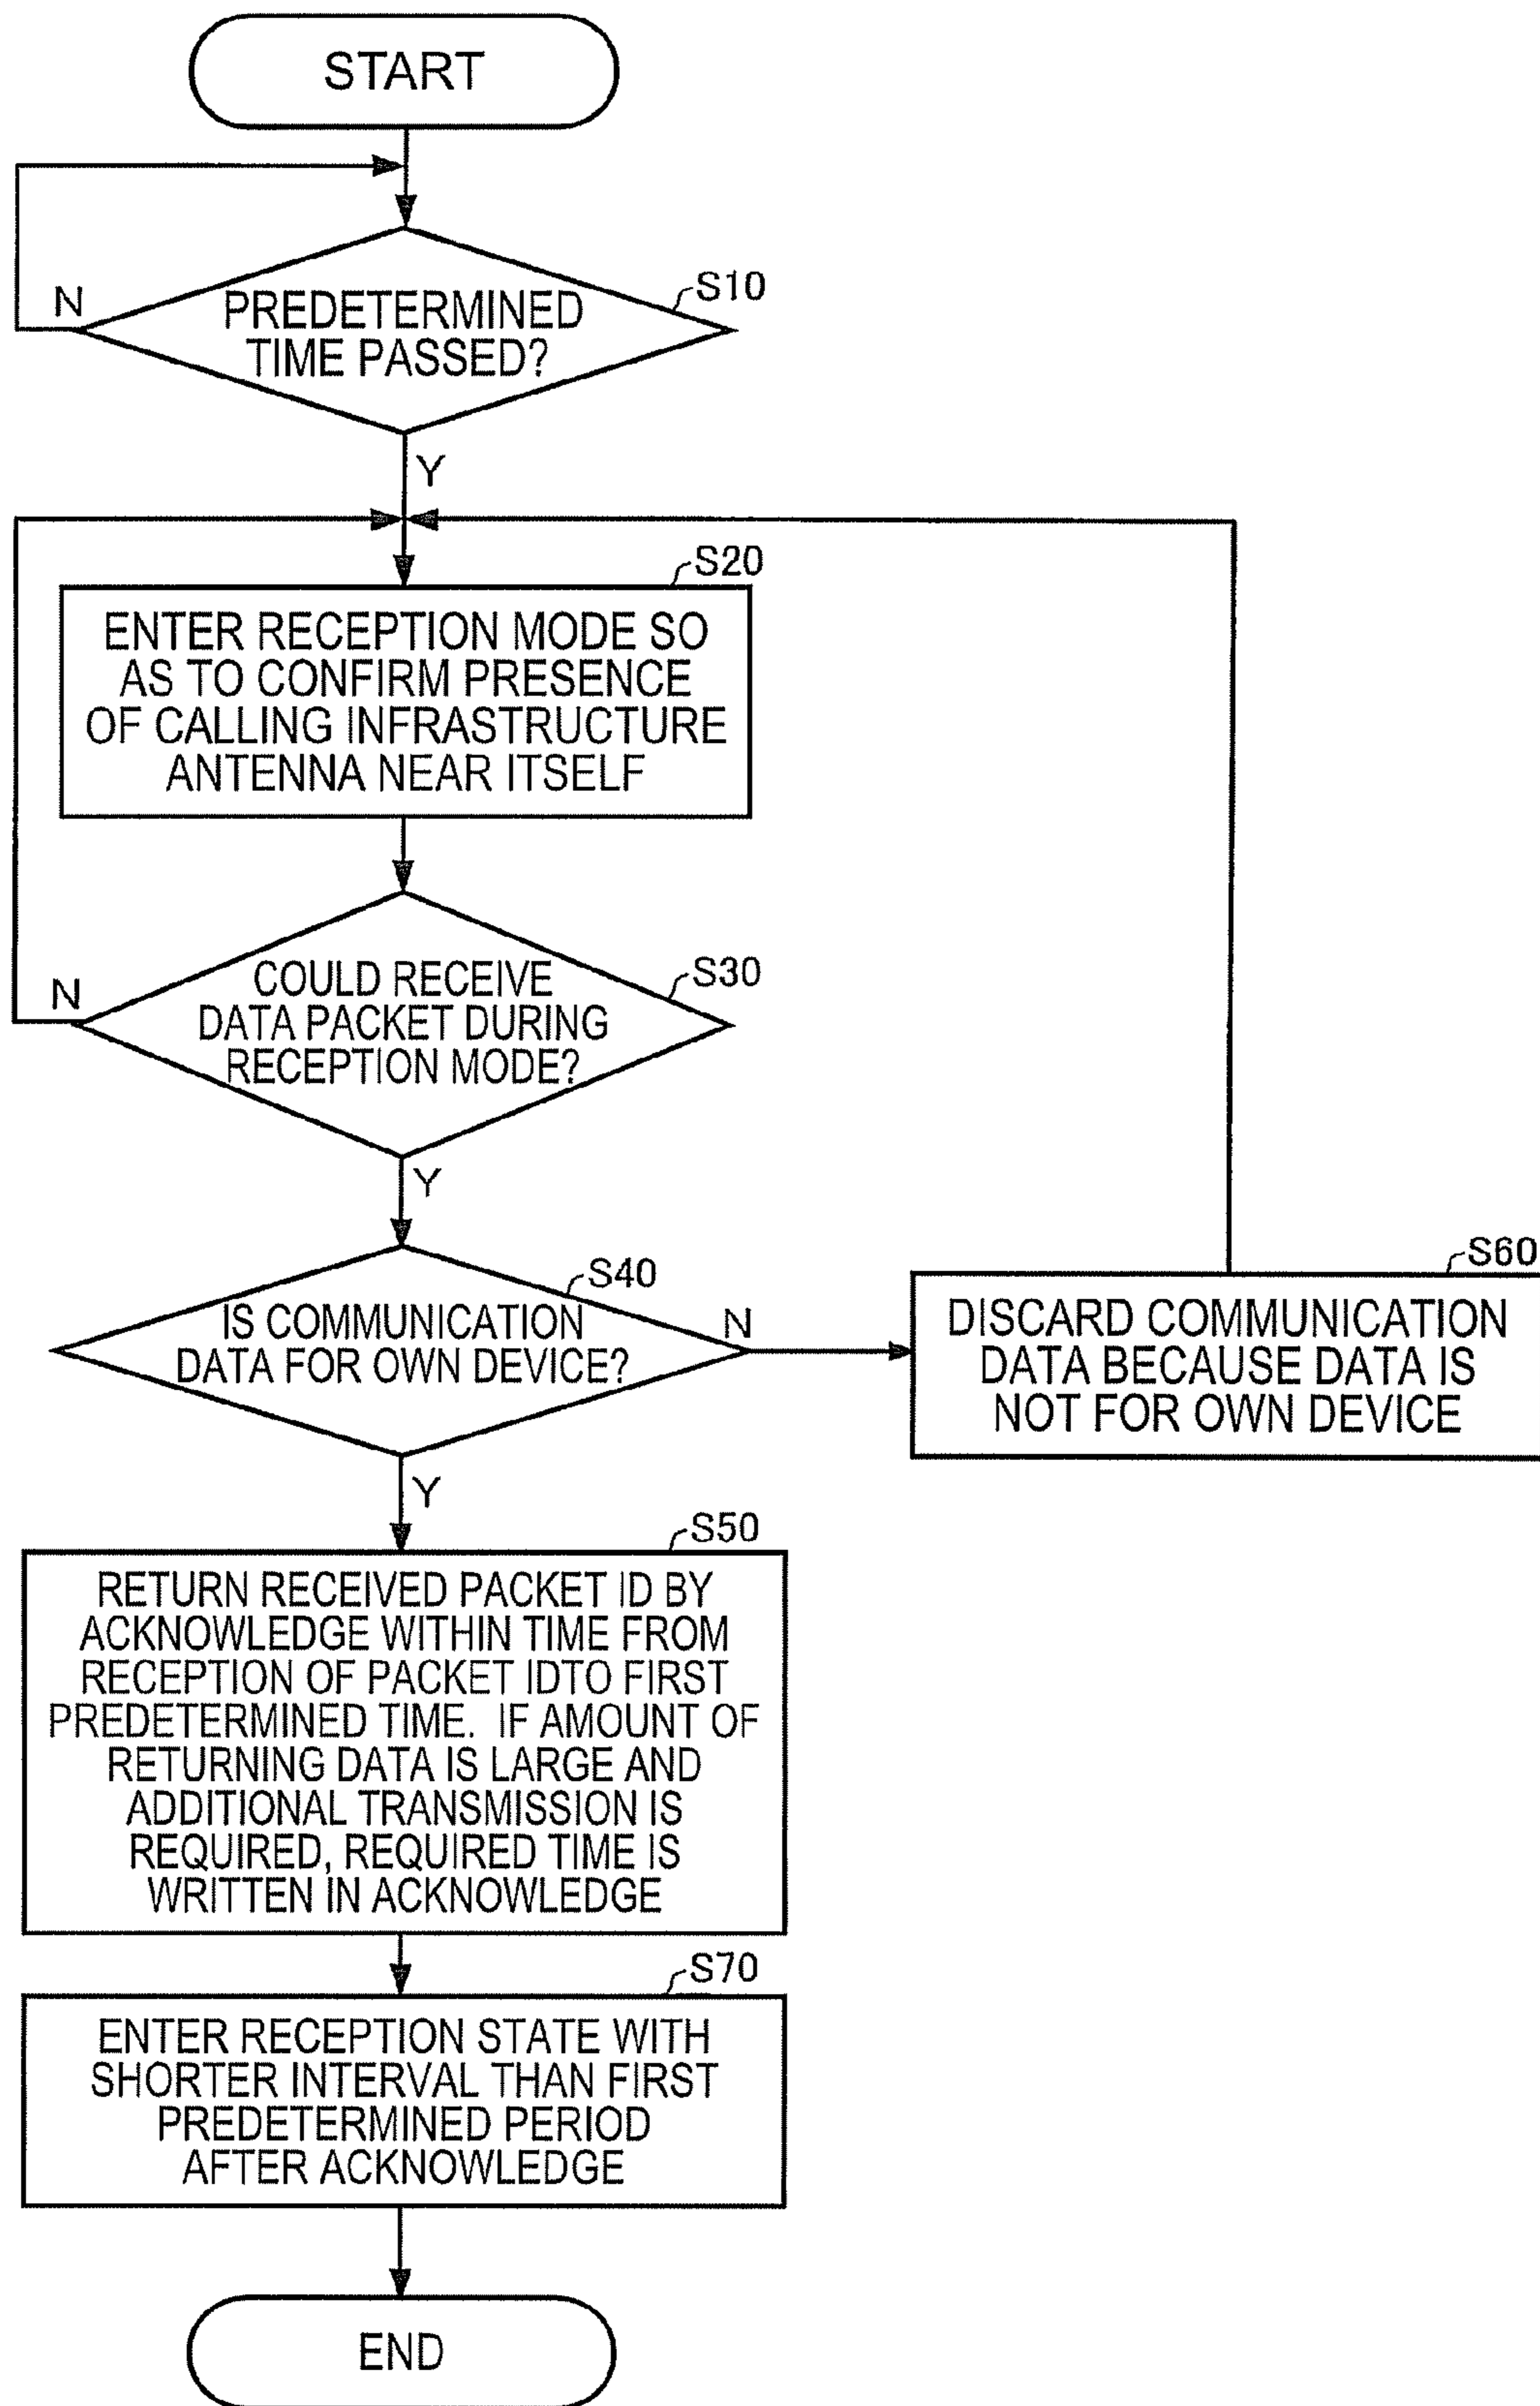 START
N
S10
PREDETERMINED
TIME PASSED?
Y
S20
ENTER RECEPTION MODE SO
AS TO CONFIRM PRESENCE
OF CALLING INFRASTRUCTURE
ANTENNA NEAR ITSELF
N
S30
COULD RECEIVE
DATA PACKET DURING
RECEPTION MODE?
Y
S40
IS COMMUNICATION
DATA FOR OWN DEVICE?
N
S60
DISCARD COMMUNICATION
DATA BECAUSE DATA IS
NOT FOR OWN DEVICE
Y
S50
RETURN RECEIVED PACKET ID BY
ACKNOWLEDGE WITHIN TIME FROM
RECEPTION OF PACKET IDTO FIRST
PREDETERMINED TIME. IF AMOUNT OF
RETURNING DATA IS LARGE AND
ADDITIONAL TRANSMISSION IS
REQUIRED, REQUIRED TIME IS
WRITTEN IN ACKNOWLEDGE
S70
ENTER RECEPTION STATE WITH
SHORTER INTERVAL THAN FIRST
PREDETERMINED PERIOD
AFTER ACKNOWLEDGE
END